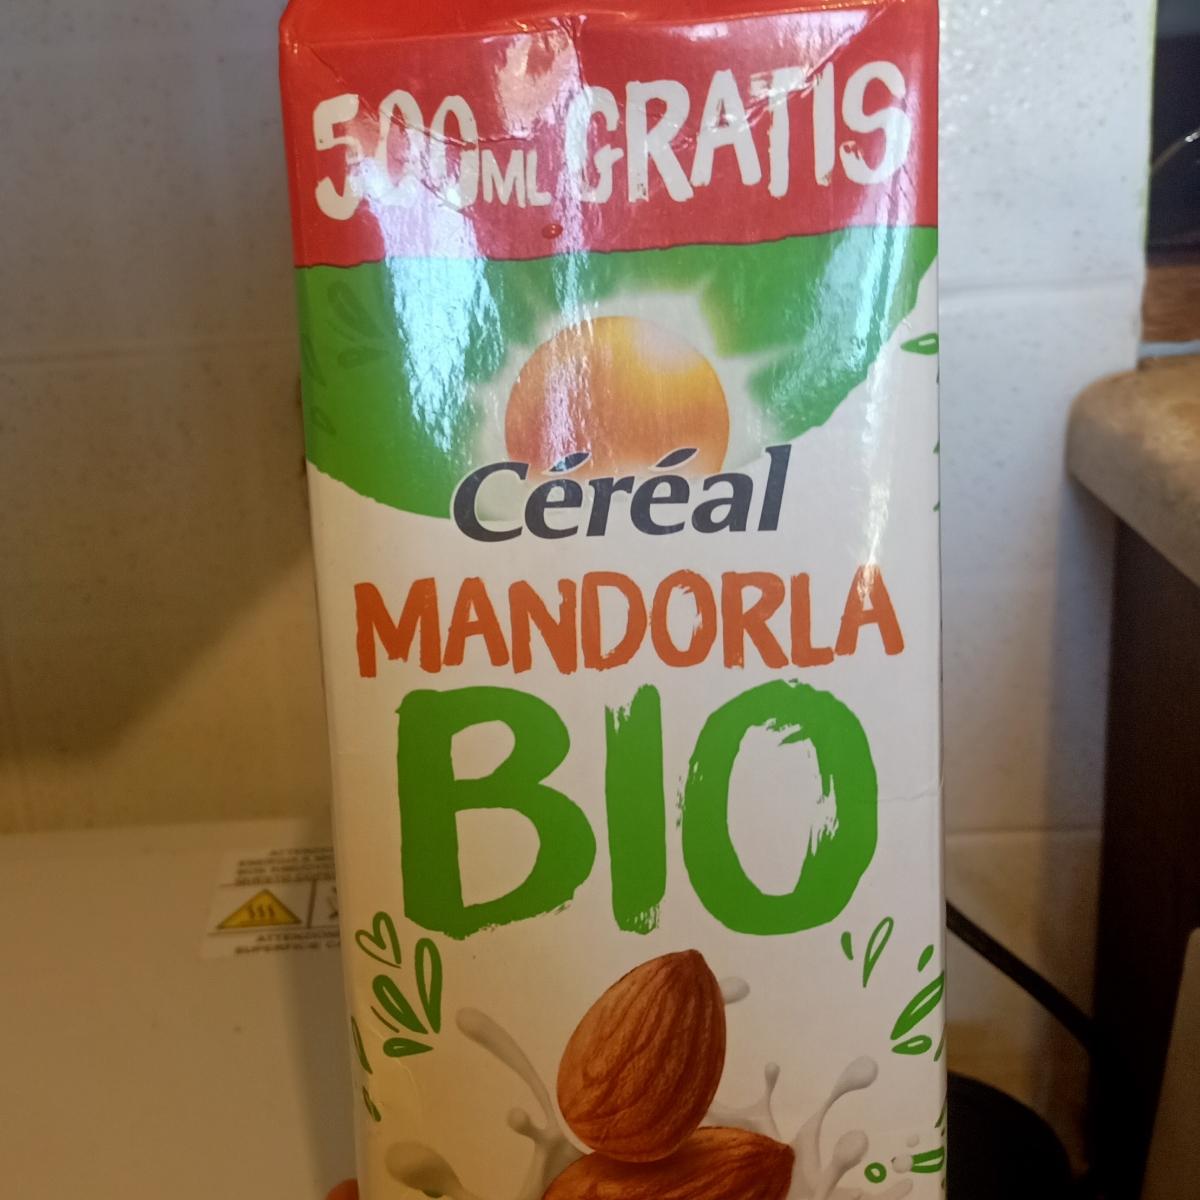 500ML GRATIS
Céréal
MANDORLA
BIO